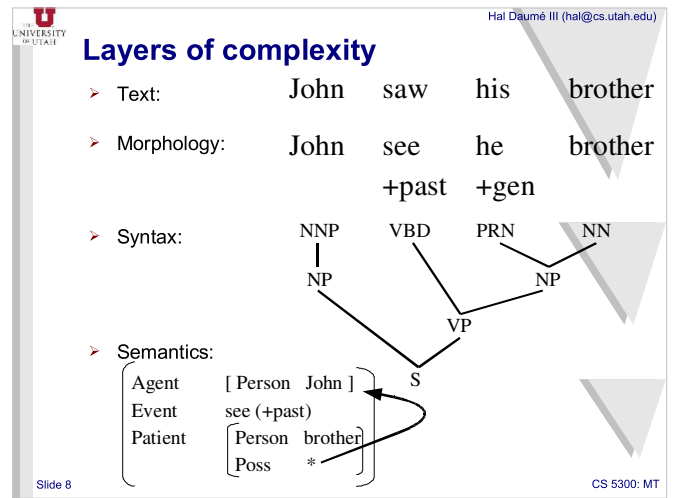 Hal Daumé III (hal@cs.utah.edu)
THE
UNIVERSITY
OF UTAH
Layers of complexity
➢ Text: John saw his brother
➢ Morphology: John see he brother
+past +gen
➢ Syntax: NNP VBD PRN NN
NP NP
VP
S
➢ Semantics:
Agent [ Person John ]
Event see (+past)
Patient Person brother
Poss *
Slide 8
CS 5300: MT